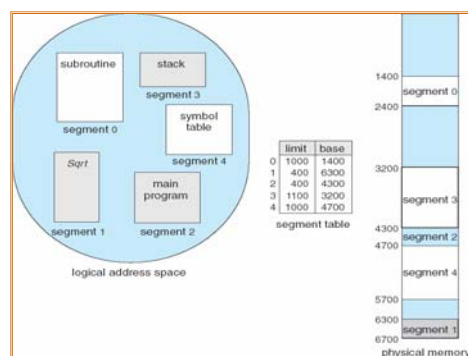 subroutine
segment 0
stack
segment 3
symbol
table
segment 4
Sqrt
segment 1
main
program
segment 2
logical address space
limit base
0 1000 1400
1 400 6300
2 400 4300
3 1100 3200
4 1000 4700
segment table
1400
segment 0
2400
3200
segment 3
4300
segment 2
4700
segment 4
5700
6300
segment 1
6700
physical memory